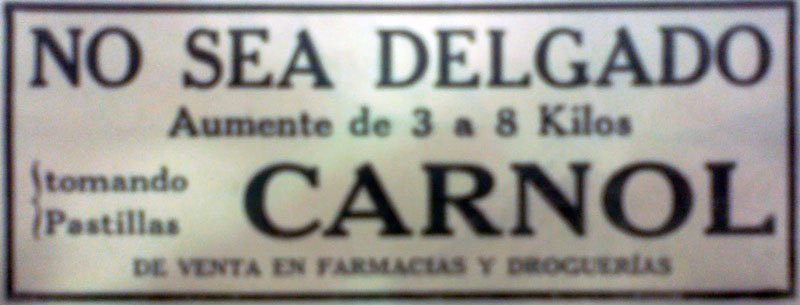 NO SEA DELGADO
Aumente de 3 a 8 Kilos
tomando
Pastillas
CARNOL
DE VENTA EN FARMACIAS Y DROGUERÍAS